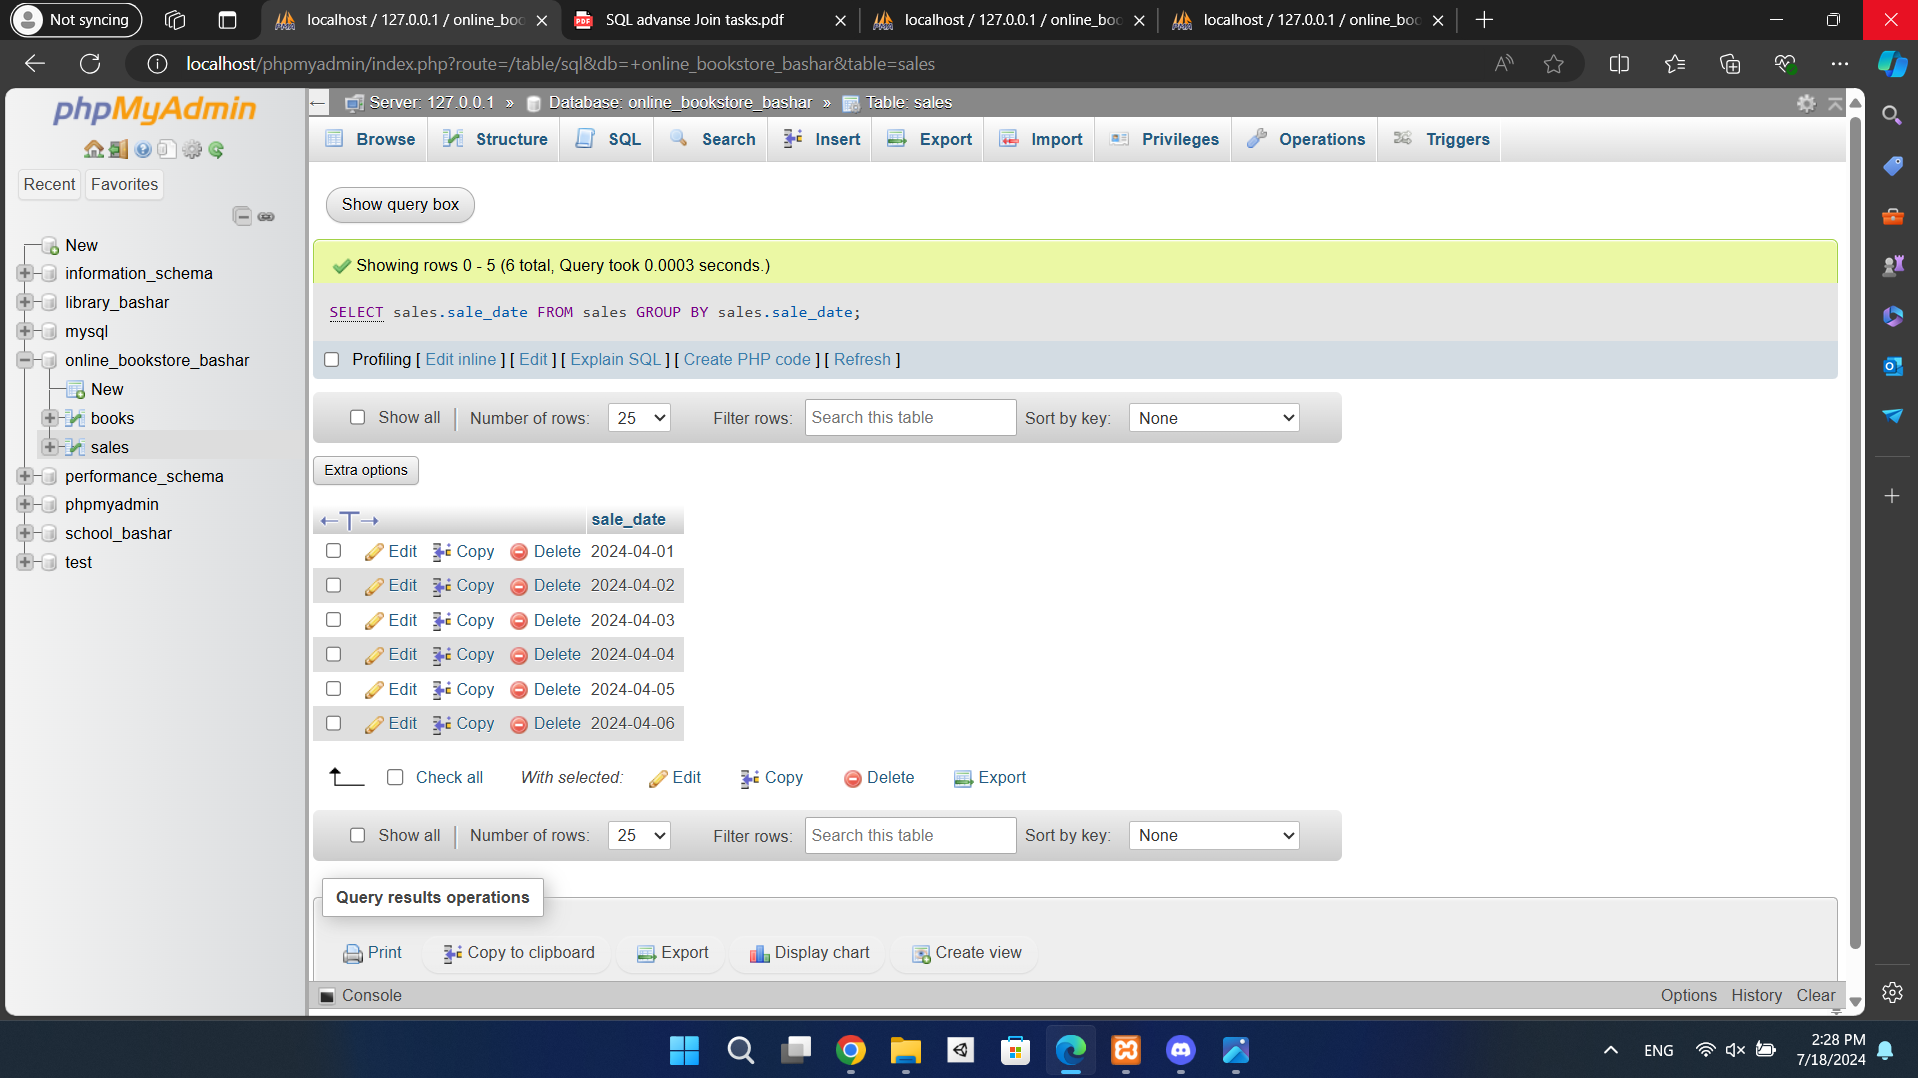 Not syncing
localhost / 127.0.0.1 / online_boo
SQL advanse Join tasks.pdf
localhost / 127.0.0.1 / online_boo
localhost / 127.0.0.1 / online_boo
localhost/phpmyadmin/index.php?route=/table/sql&db=+online_bookstore_bashar&table=sales
phpMyAdmin
Recent Favorites
New
information_schema
library_bashar
mysql
online_bookstore_bashar
New
books
sales
performance_schema
phpmyadmin
school_bashar
test
Server: 127.0.0.1 » Database: online_bookstore_bashar » Table: sales
Browse Structure SQL Search Insert Export Import Privileges Operations Triggers
Show query box
Showing rows 0 - 5 (6 total, Query took 0.0003 seconds.)
SELECT sales.sale_date FROM sales GROUP BY sales.sale_date;
Profiling [ Edit inline ] [ Edit ] [ Explain SQL ] [ Create PHP code ] [ Refresh ]
Show all Number of rows: 25 Filter rows: Search this table Sort by key: None
Extra options
←T→ sale_date
Edit Copy Delete 2024-04-01
Edit Copy Delete 2024-04-02
Edit Copy Delete 2024-04-03
Edit Copy Delete 2024-04-04
Edit Copy Delete 2024-04-05
Edit Copy Delete 2024-04-06
Check all With selected: Edit Copy Delete Export
Show all Number of rows: 25 Filter rows: Search this table Sort by key: None
Query results operations
Print Copy to clipboard Export Display chart Create view
Console Options History Clear
ENG
2:28 PM
7/18/2024